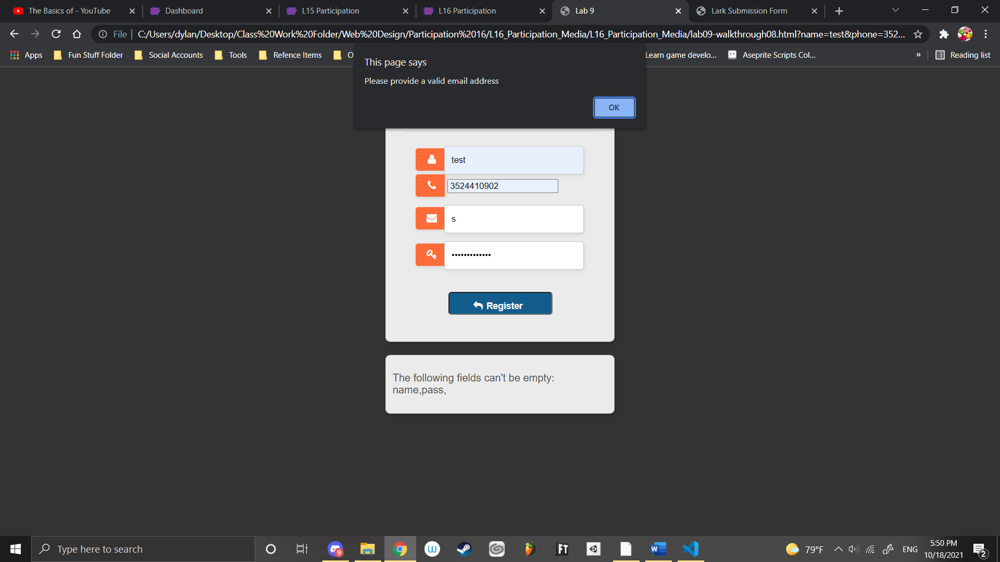 The Basics of - YouTube
Dashboard
L15 Participation
L16 Participation
Lab 9
Lark Submission Form
File
C:/Users/dylan/Desktop/Class%20Work%20Folder/Web%20Design/Participation%2016/L16_Participation_Media/L16_Participation_Media/lab09-walkthrough08.html?name=test&phone=352...
Apps
Fun Stuff Folder
Social Accounts
Tools
Refence Items
Learn game develo...
Aseprite Scripts Col...
»
Reading list
This page says
Please provide a valid email address
OK
test
3524410902
s
•••••••••••••
Register
The following fields can't be empty:
name,pass,
Type here to search
9
W
FT
W
79°F
ENG
5:50 PM
10/18/2021
2